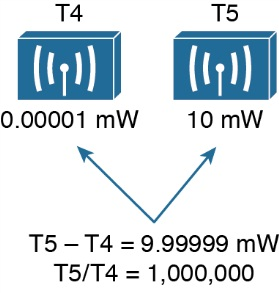 T4 T5
0.00001 mW 10 mW
T5 – T4 = 9.99999 mW
T5/T4 = 1,000,000